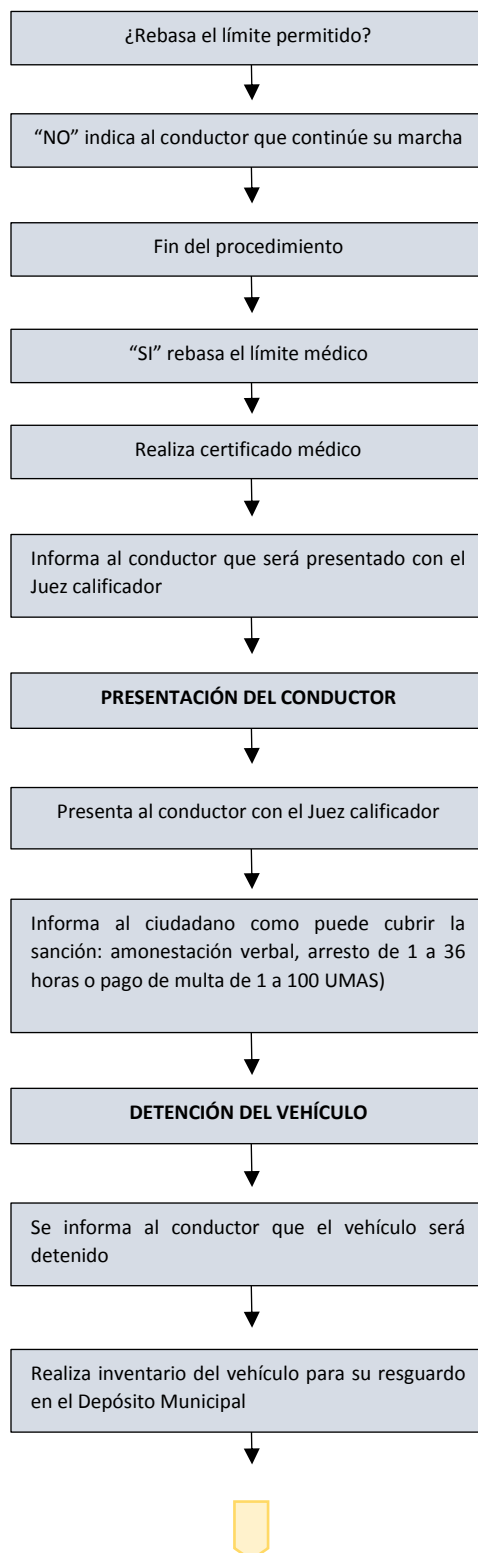 ¿Rebasa el límite permitido?
“NO” indica al conductor que continúe su marcha
Fin del procedimiento
“SI” rebasa el límite médico
Realiza certificado médico
Informa al conductor que será presentado con el
Juez calificador
PRESENTACIÓN DEL CONDUCTOR
Presenta al conductor con el Juez calificador
Informa al ciudadano como puede cubrir la
sanción: amonestación verbal, arresto de 1 a 36
horas o pago de multa de 1 a 100 UMAS)
DETENCIÓN DEL VEHÍCULO
Se informa al conductor que el vehículo será
detenido
Realiza inventario del vehículo para su resguardo
en el Depósito Municipal